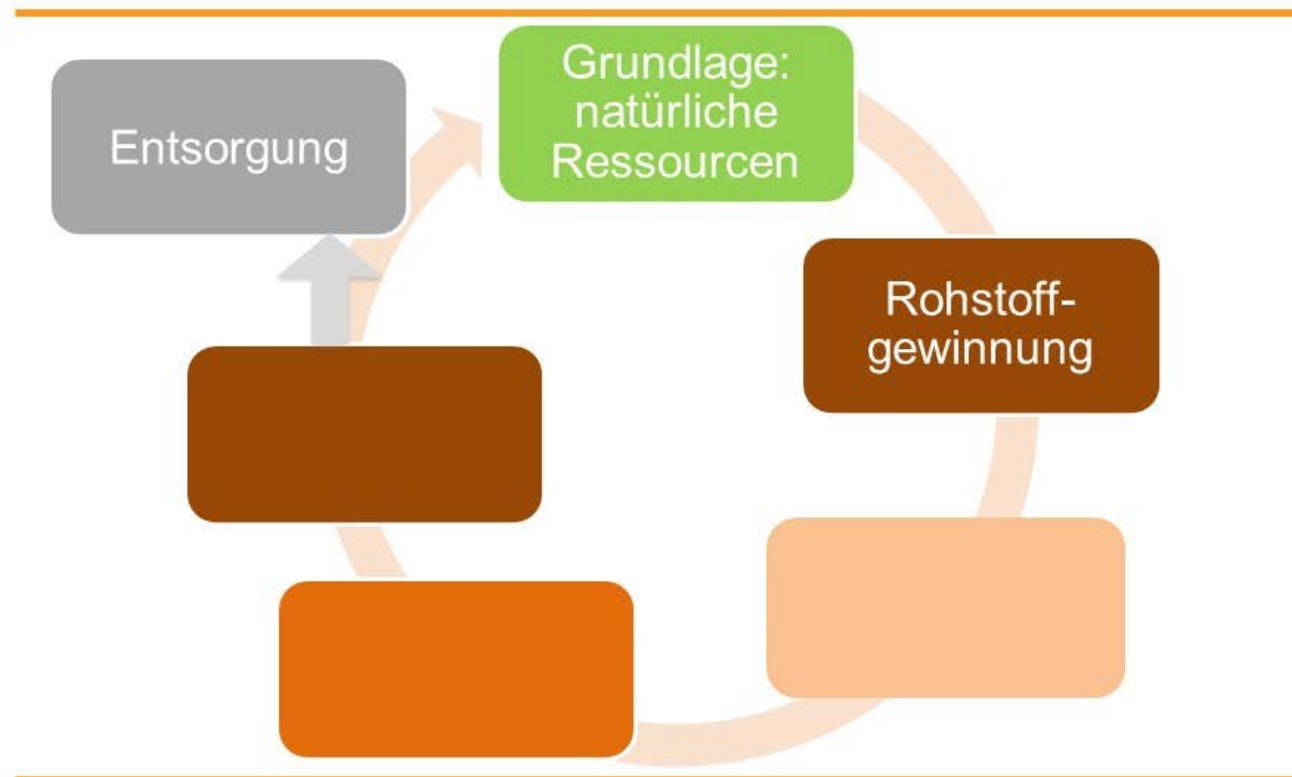 Entsorgung
Grundlage:
natürliche
Ressourcen
Rohstoff-
gewinnung